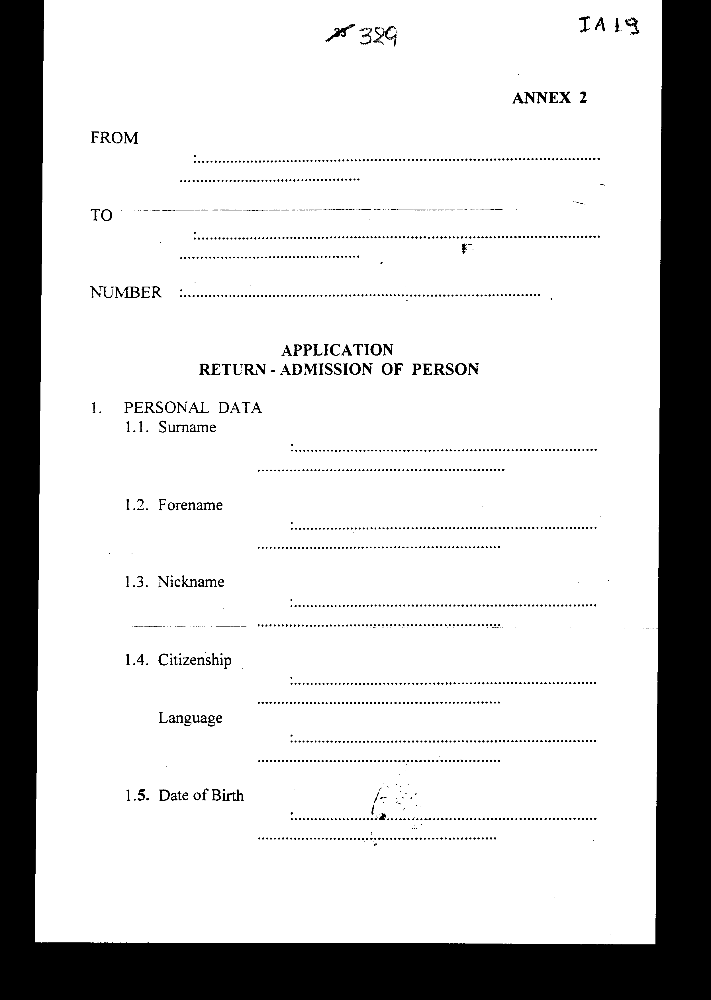 329
IA 19
ANNEX 2
FROM
:..........................................................................................
..........................................
TO
:..........................................................................................
..........................................
NUMBER :................................................................................
APPLICATION
RETURN - ADMISSION OF PERSON
1. PERSONAL DATA
1.1. Surname
:......................................................................
..........................................................
1.2. Forename
:......................................................................
..........................................................
1.3. Nickname
:......................................................................
..........................................................
1.4. Citizenship
:......................................................................
..........................................................
Language
:......................................................................
..........................................................
1.5. Date of Birth
:......................................................................
..........................................................